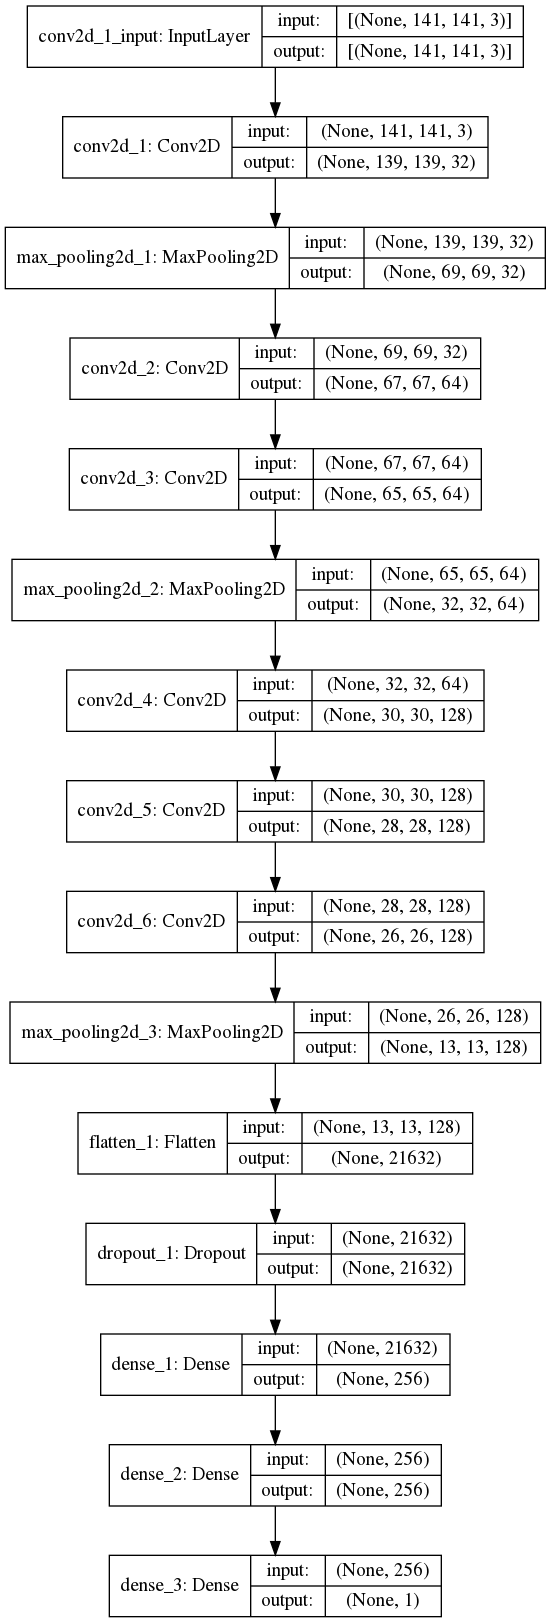 conv2d_1_input: InputLayer
input:
[(None, 141, 141, 3)]
output:
[(None, 141, 141, 3)]
conv2d_1: Conv2D
input:
(None, 141, 141, 3)
output:
(None, 139, 139, 32)
max_pooling2d_1: MaxPooling2D
input:
(None, 139, 139, 32)
output:
(None, 69, 69, 32)
conv2d_2: Conv2D
input:
(None, 69, 69, 32)
output:
(None, 67, 67, 64)
conv2d_3: Conv2D
input:
(None, 67, 67, 64)
output:
(None, 65, 65, 64)
max_pooling2d_2: MaxPooling2D
input:
(None, 65, 65, 64)
output:
(None, 32, 32, 64)
conv2d_4: Conv2D
input:
(None, 32, 32, 64)
output:
(None, 30, 30, 128)
conv2d_5: Conv2D
input:
(None, 30, 30, 128)
output:
(None, 28, 28, 128)
conv2d_6: Conv2D
input:
(None, 28, 28, 128)
output:
(None, 26, 26, 128)
max_pooling2d_3: MaxPooling2D
input:
(None, 26, 26, 128)
output:
(None, 13, 13, 128)
flatten_1: Flatten
input:
(None, 13, 13, 128)
output:
(None, 21632)
dropout_1: Dropout
input:
(None, 21632)
output:
(None, 21632)
dense_1: Dense
input:
(None, 21632)
output:
(None, 256)
dense_2: Dense
input:
(None, 256)
output:
(None, 256)
dense_3: Dense
input:
(None, 256)
output:
(None, 1)